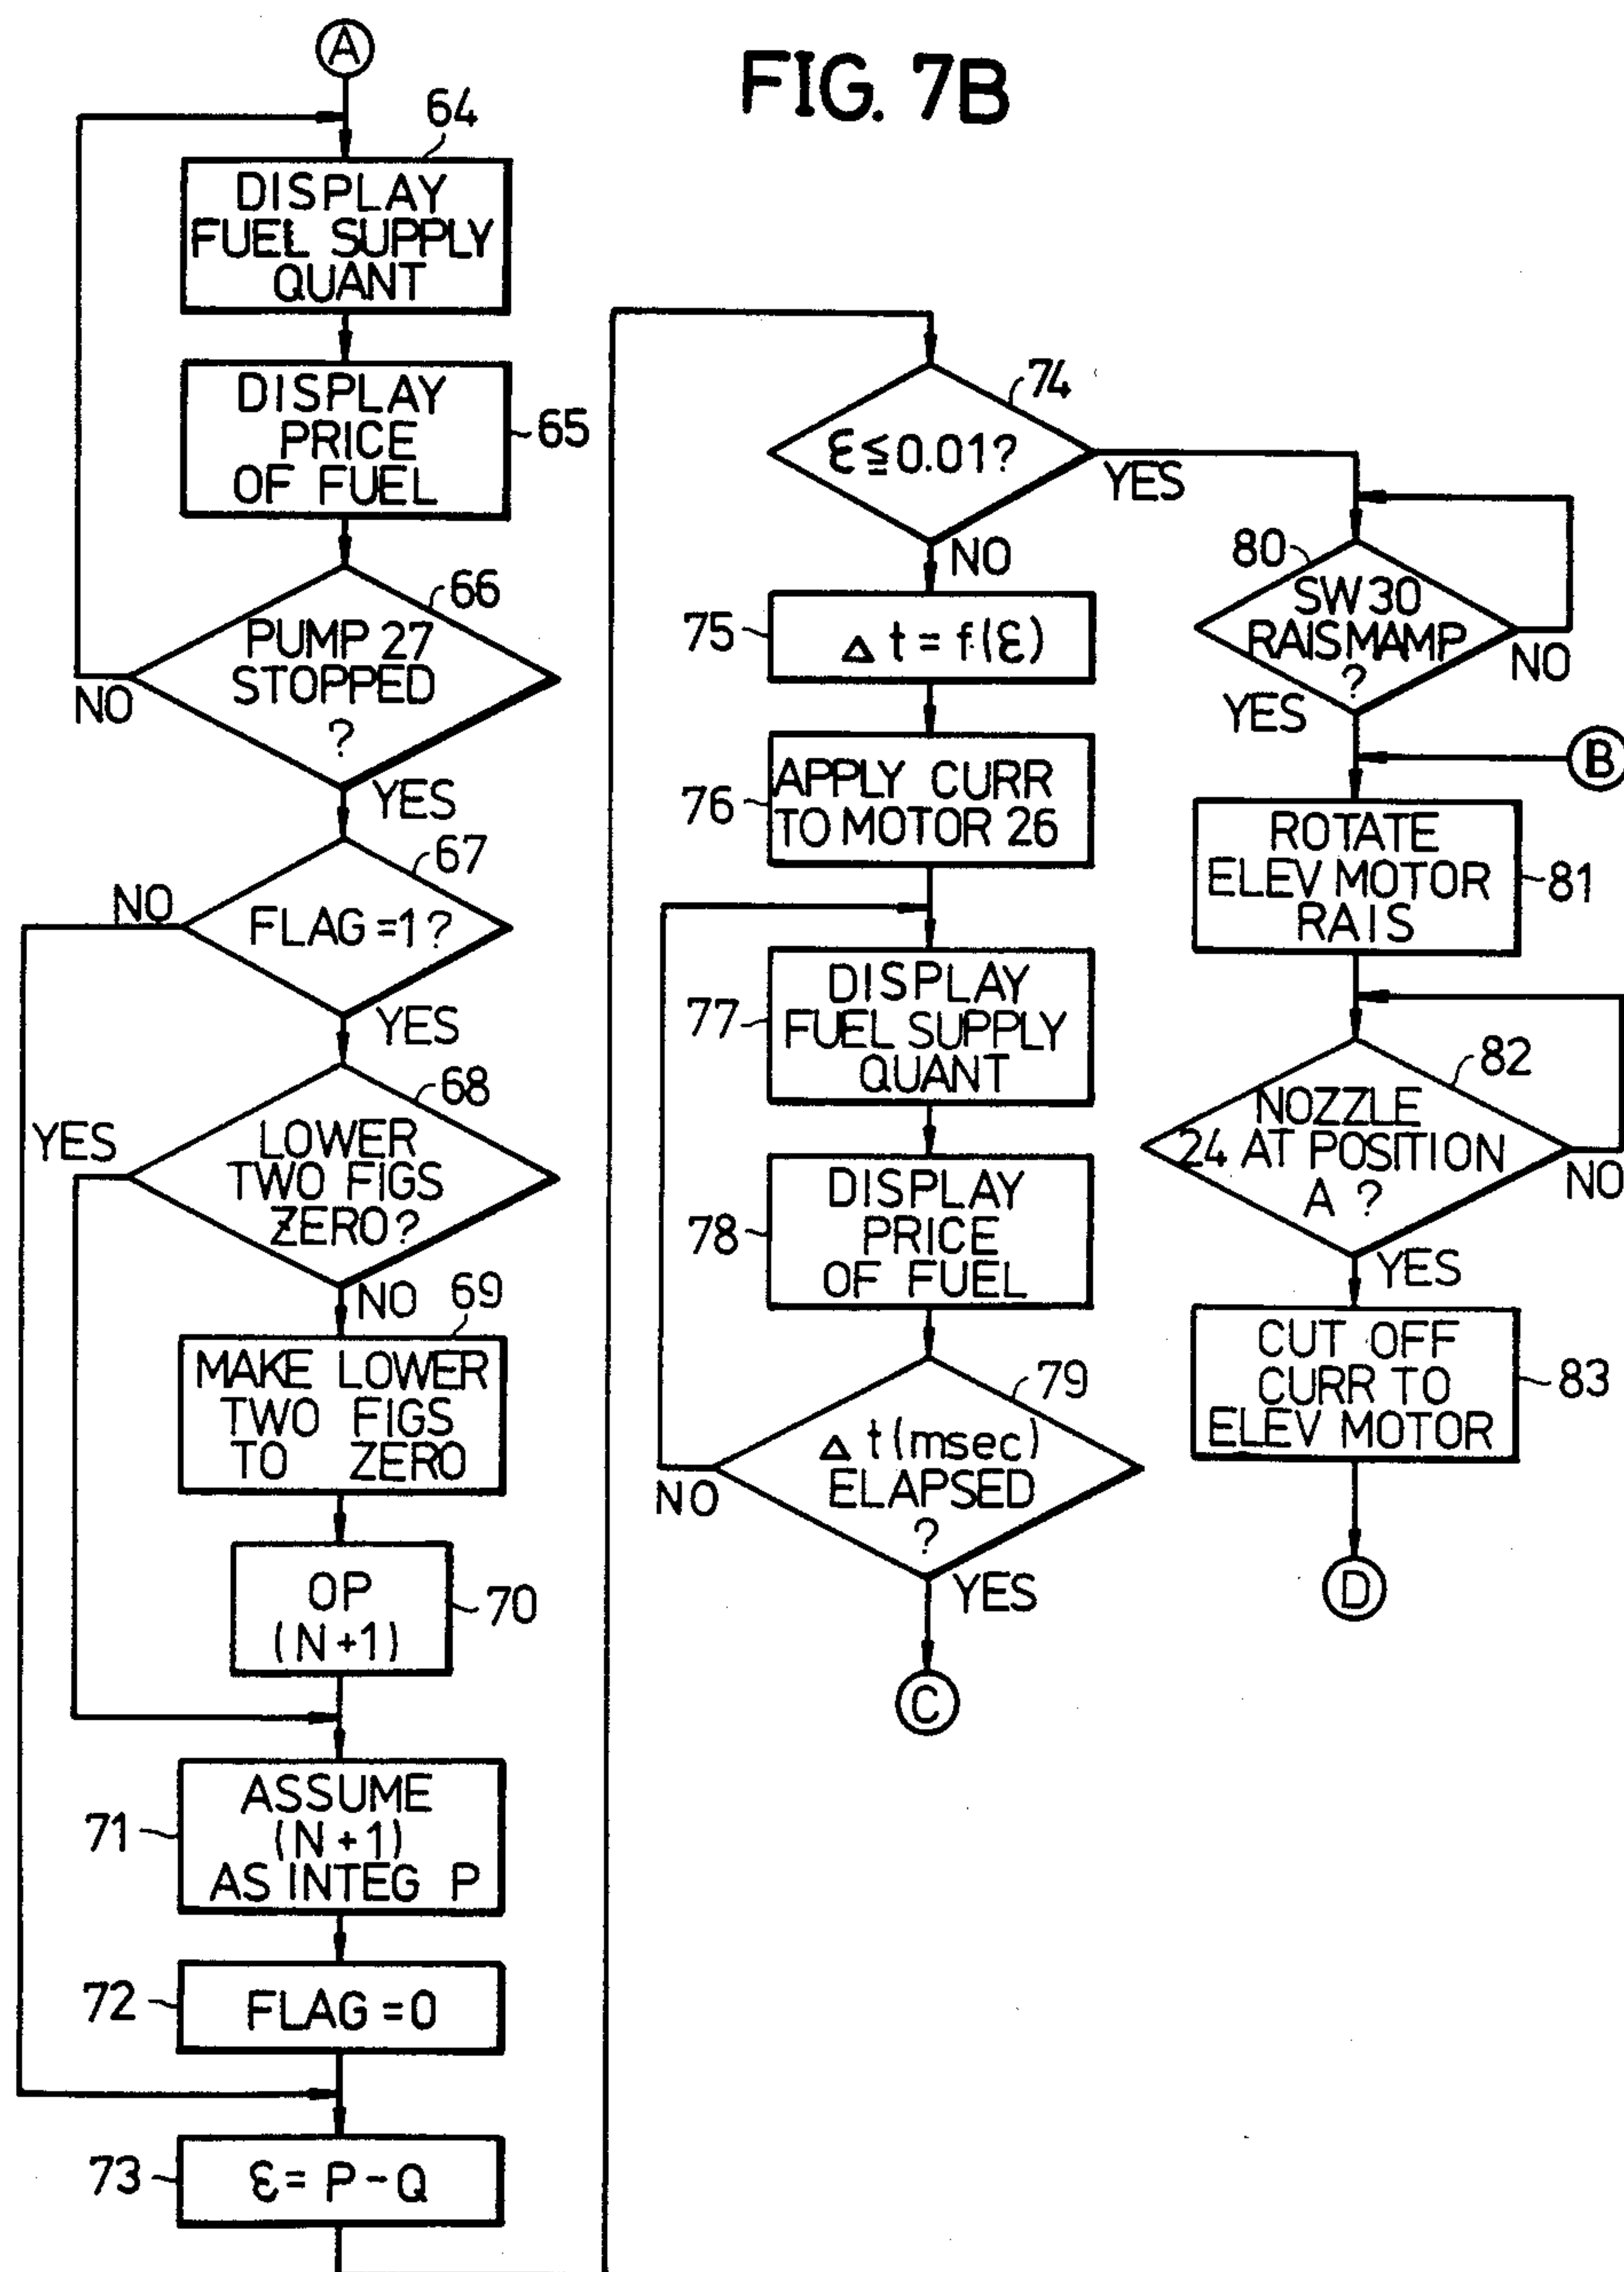 FIG. 7B
A
64
DISPLAY
FUEL SUPPLY
QUANT
DISPLAY
PRICE
OF FUEL
65
66
PUMP 27
STOPPED
?
NO
YES
67
FLAG =1?
NO
YES
68
LOWER
TWO FIGS
ZERO?
YES
NO
69
MAKE LOWER
TWO FIGS
TO ZERO
OP
(N+1)
70
71
ASSUME
(N+1)
AS INTEG P
72
FLAG =0
73
ε= P-Q
74
ε≦0.01?
YES
NO
75
Δ t = f(ε)
76
APPLY CURR
TO MOTOR 26
77
DISPLAY
FUEL SUPPLY
QUANT
78
DISPLAY
PRICE
OF FUEL
79
Δ t (msec)
ELAPSED
?
NO
YES
C
80
SW 30
RAISMAMP
?
NO
YES
B
ROTATE
ELEV MOTOR
RAIS
81
82
NOZZLE
24 AT POSITION
A ?
NO
YES
CUT OFF
CURR TO
ELEV MOTOR
83
D